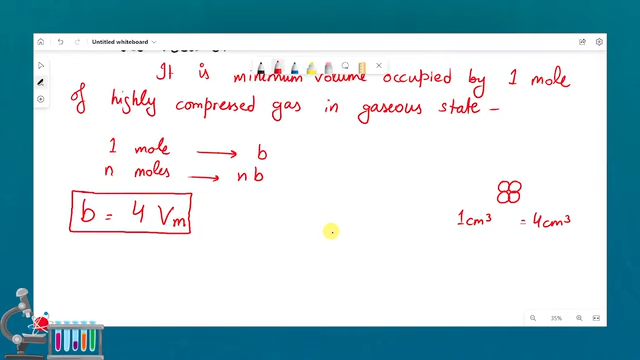 Untitled whiteboard
It is minimum volume occupied by 1 mole
of highly compressed gas in gaseous state –
1 mole → b
n moles → n b
b = 4 Vm
1cm³ = 4cm³
35%